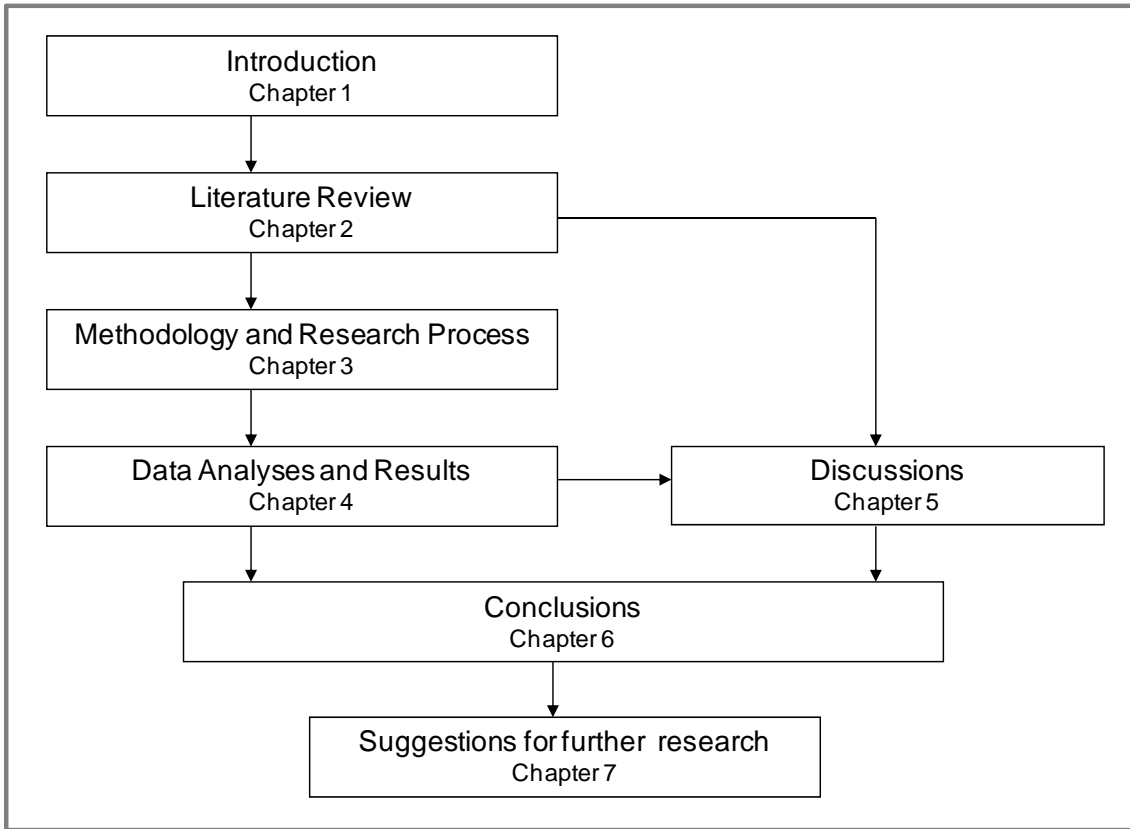 Introduction
Chapter 1
Literature Review
Chapter 2
Methodology and Research Process
Chapter 3
Data Analyses and Results
Chapter 4
Discussions
Chapter 5
Conclusions
Chapter 6
Suggestions for further research
Chapter 7